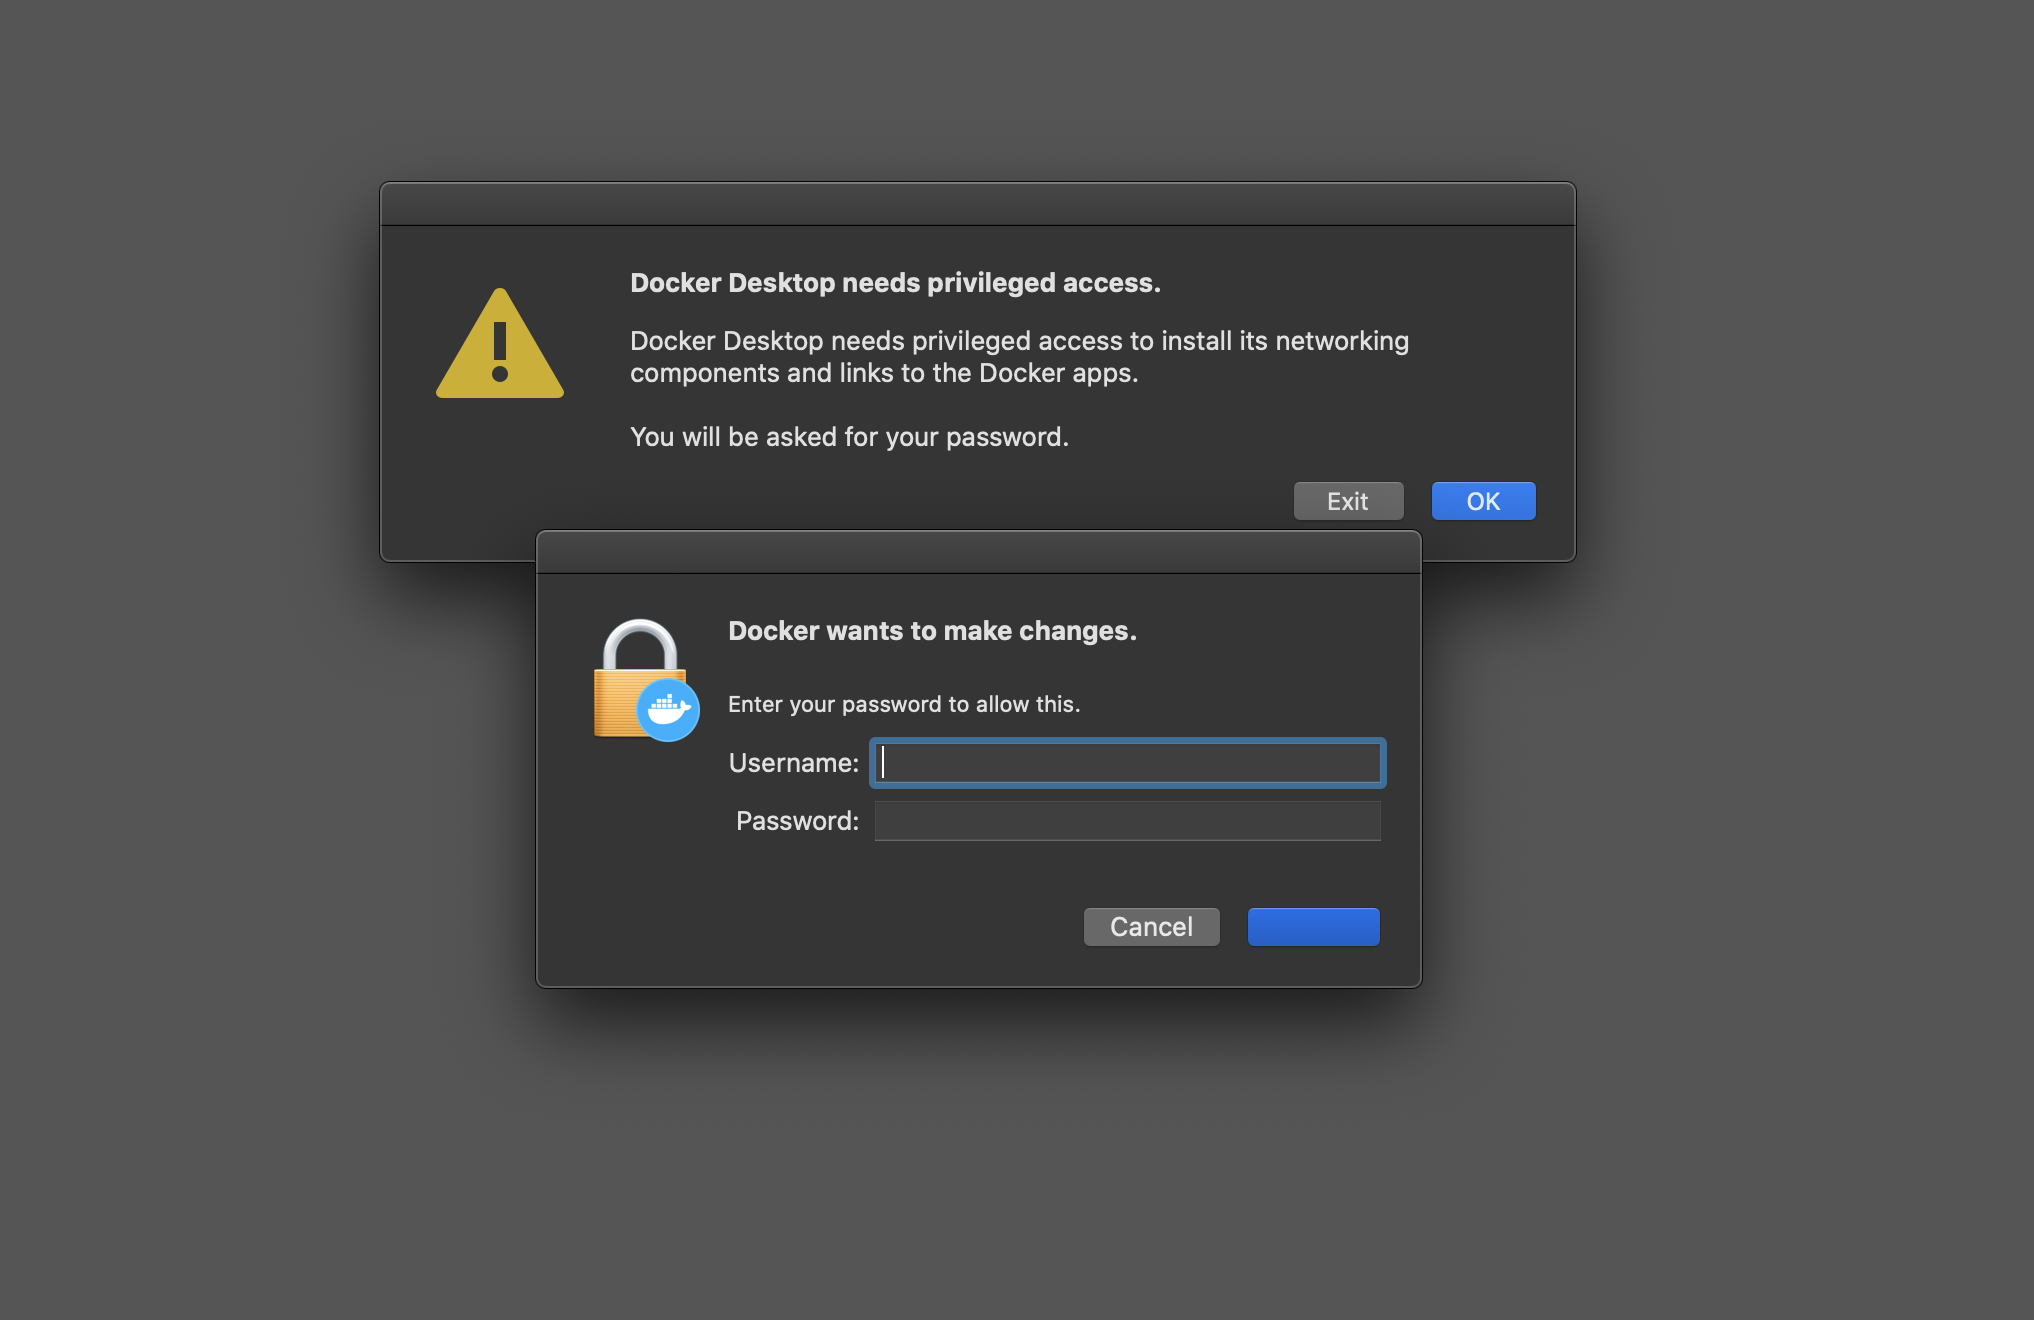 Docker Desktop needs privileged access.
Docker Desktop needs privileged access to install its networking
components and links to the Docker apps.
You will be asked for your password.
Exit
OK
Docker wants to make changes.
Enter your password to allow this.
Username:
Password:
Cancel